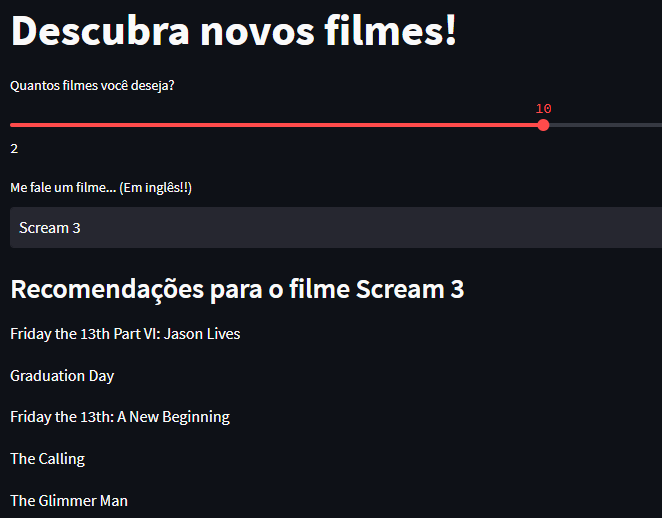 Descubra novos filmes!
Quantos filmes você deseja?
10
2
Me fale um filme... (Em inglês!!)
Scream 3
Recomendações para o filme Scream 3
Friday the 13th Part VI: Jason Lives
Graduation Day
Friday the 13th: A New Beginning
The Calling
The Glimmer Man